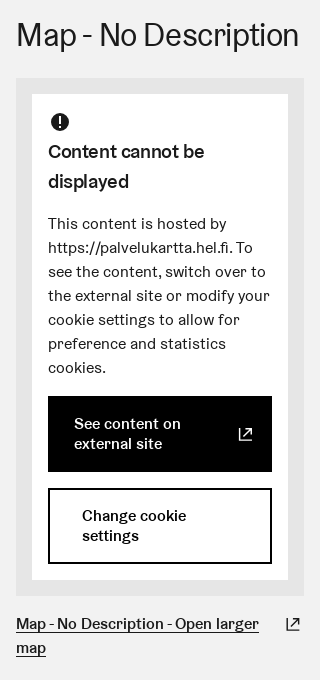 Map - No Description
Content cannot be
displayed
This content is hosted by
https://palvelukartta.hel.fi. To
see the content, switch over to
the external site or modify your
cookie settings to allow for
preference and statistics
cookies.
See content on
external site
Change cookie
settings
Map - No Description - Open larger
map